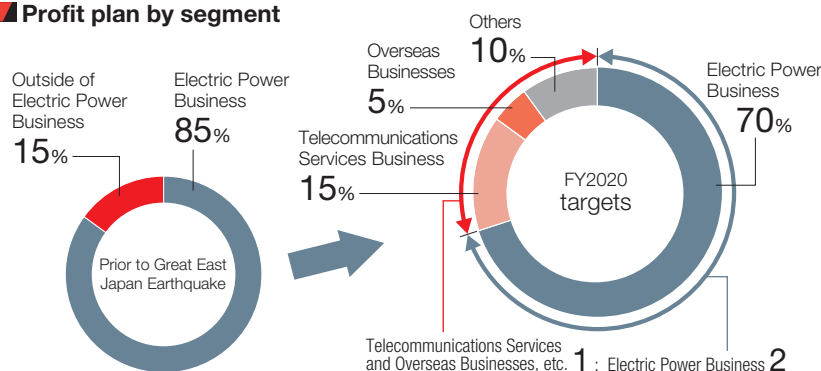 Profit plan by segment
Outside of
Electric Power
Business
15%
Electric Power
Business
85%
Prior to Great East
Japan Earthquake
Others
10%
Overseas
Businesses
5%
Telecommunications
Services Business
15%
Electric Power
Business
70%
FY2020
targets
Telecommunications Services
and Overseas Businesses, etc. 1 : Electric Power Business 2